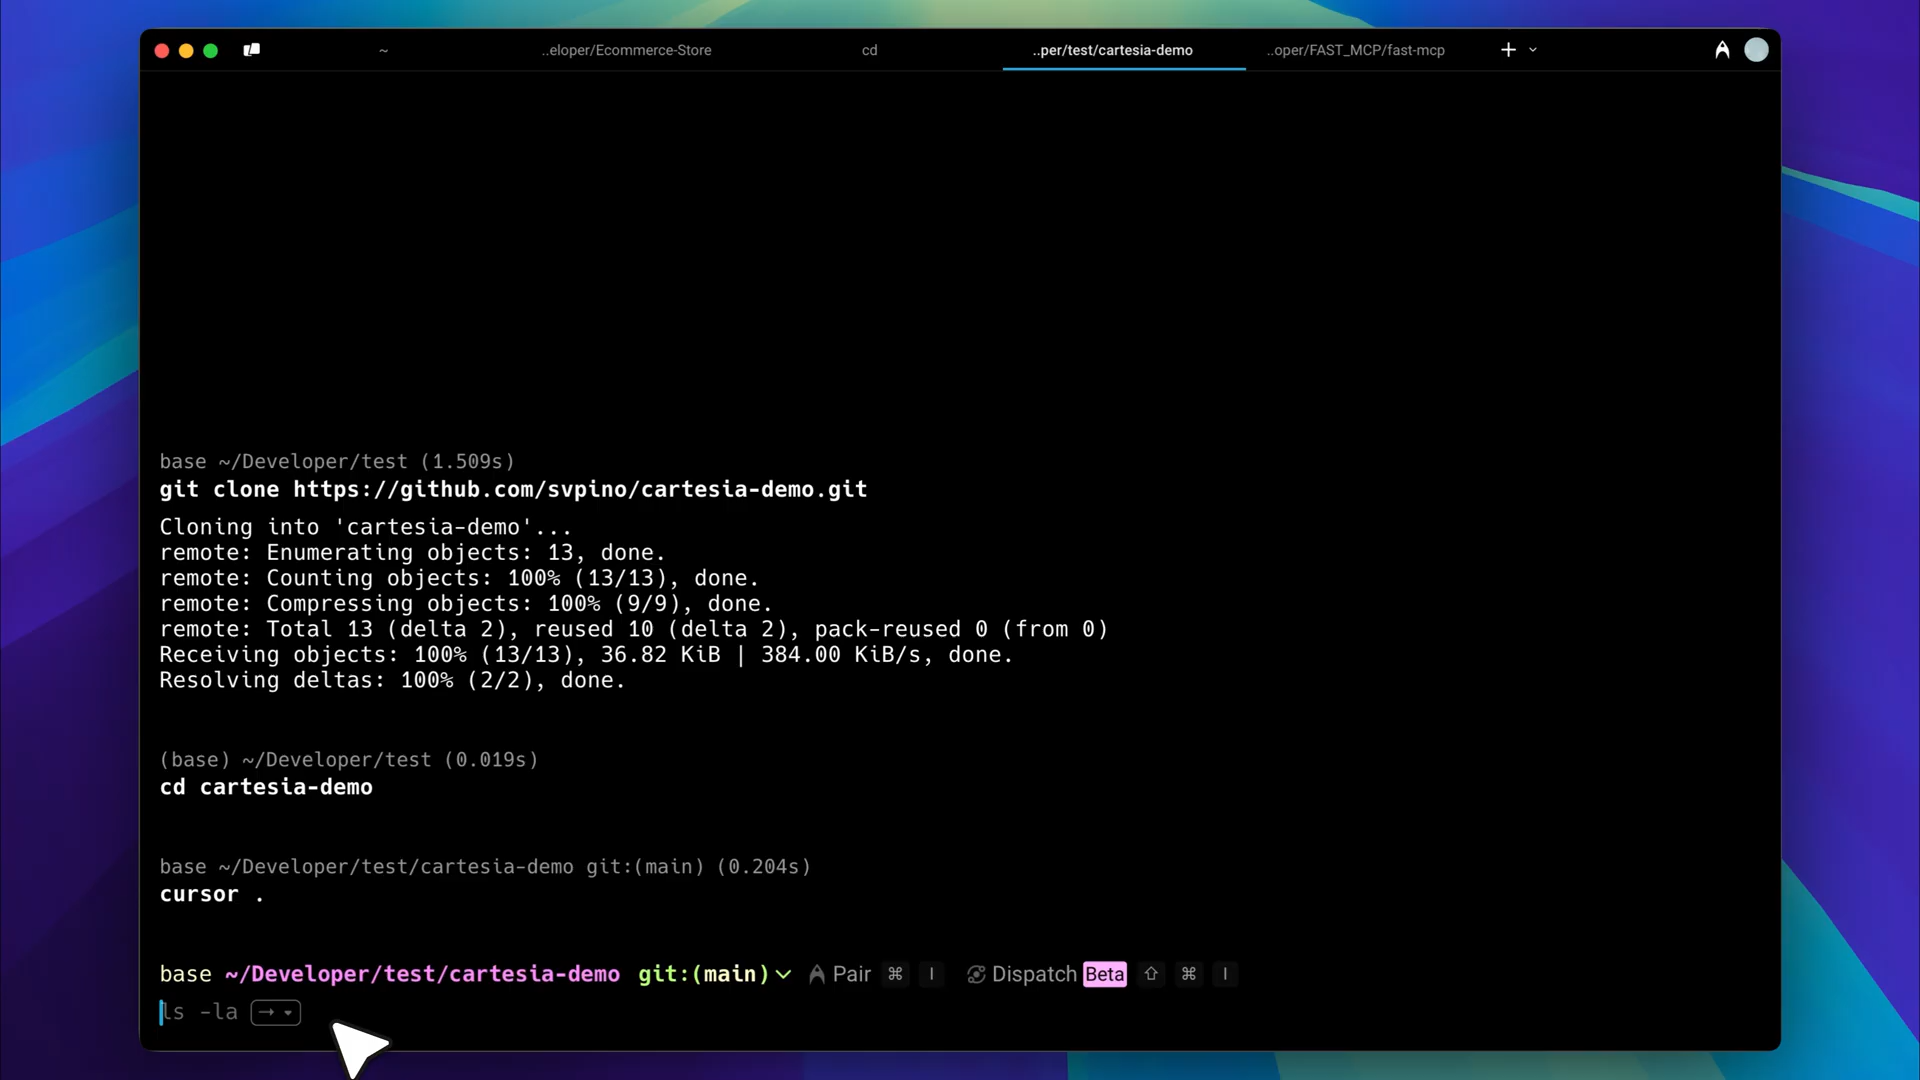 ~ ..eloper/Ecommerce-Store cd ..per/test/cartesia-demo ..oper/FAST_MCP/fast-mcp
base ~/Developer/test (1.509s)
git clone https://github.com/svpino/cartesia-demo.git
Cloning into 'cartesia-demo'...
remote: Enumerating objects: 13, done.
remote: Counting objects: 100% (13/13), done.
remote: Compressing objects: 100% (9/9), done.
remote: Total 13 (delta 2), reused 10 (delta 2), pack-reused 0 (from 0)
Receiving objects: 100% (13/13), 36.82 KiB | 384.00 KiB/s, done.
Resolving deltas: 100% (2/2), done.
(base) ~/Developer/test (0.019s)
cd cartesia-demo
base ~/Developer/test/cartesia-demo git:(main) (0.204s)
cursor .
base ~/Developer/test/cartesia-demo git:(main) Pair ⌘ I Dispatch Beta ⇧ ⌘ I
ls -la →